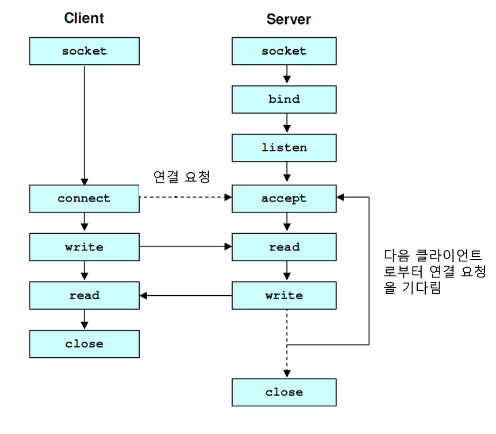 Client
Server
socket
socket
bind
listen
연결 요청
connect
accept
write
read
다음 클라이언트
로부터 연결 요청
을 기다림
read
write
close
close